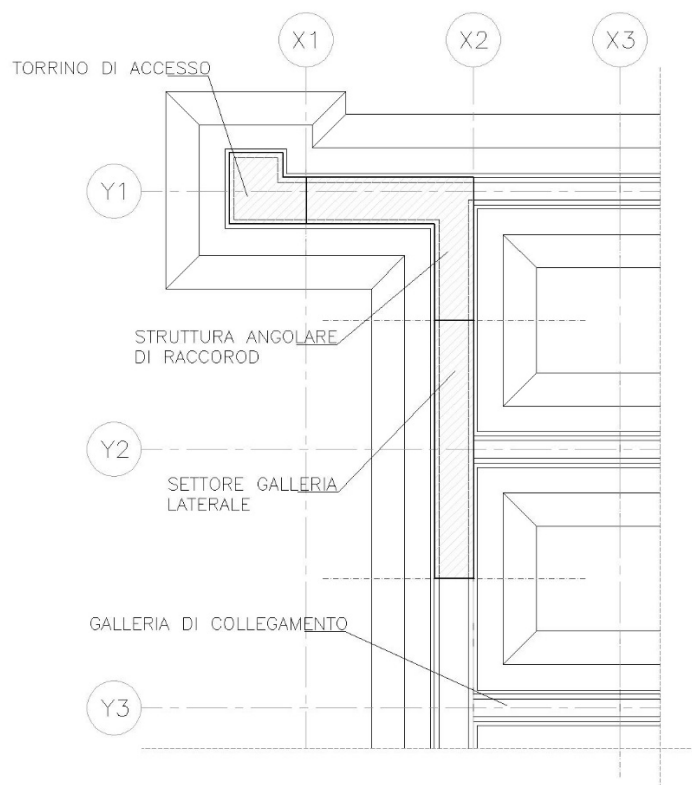 X1
X2
X3
TORRINO DI ACCESSO
Y1
STRUTTURA ANGOLARE
DI RACCOROD
Y2
SETTORE GALLERIA
LATERALE
GALLERIA DI COLLEGAMENTO
Y3